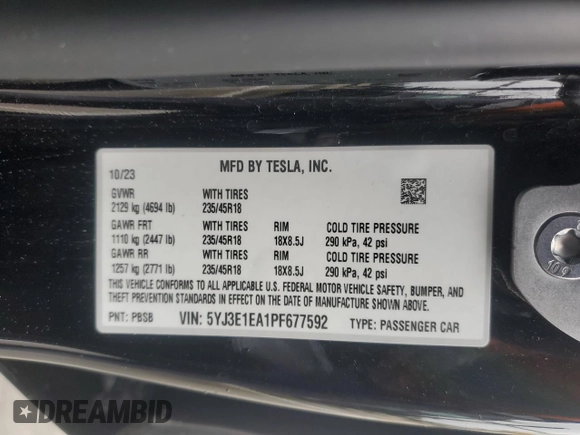 MFD BY TESLA, INC.
10/23
GVWR WITH TIRES
2129 kg (4694 lb) 235/45R18
GAWR FRT WITH TIRES RIM COLD TIRE PRESSURE
1110 kg (2447 lb) 235/45R18 18X8.5J 290 kPa, 42 psi
GAWR RR WITH TIRES RIM COLD TIRE PRESSURE
1257 kg (2771 lb) 235/45R18 18X8.5J 290 kPa, 42 psi
THIS VEHICLE CONFORMS TO ALL APPLICABLE U.S. FEDERAL MOTOR VEHICLE SAFETY, BUMPER, AND
THEFT PREVENTION STANDARDS IN EFFECT ON THE DATE OF MANUFACTURE SHOWN ABOVE.
PNT: PBSB VIN: 5YJ3E1EA1PF677592 TYPE: PASSENGER CAR
DREAMBID